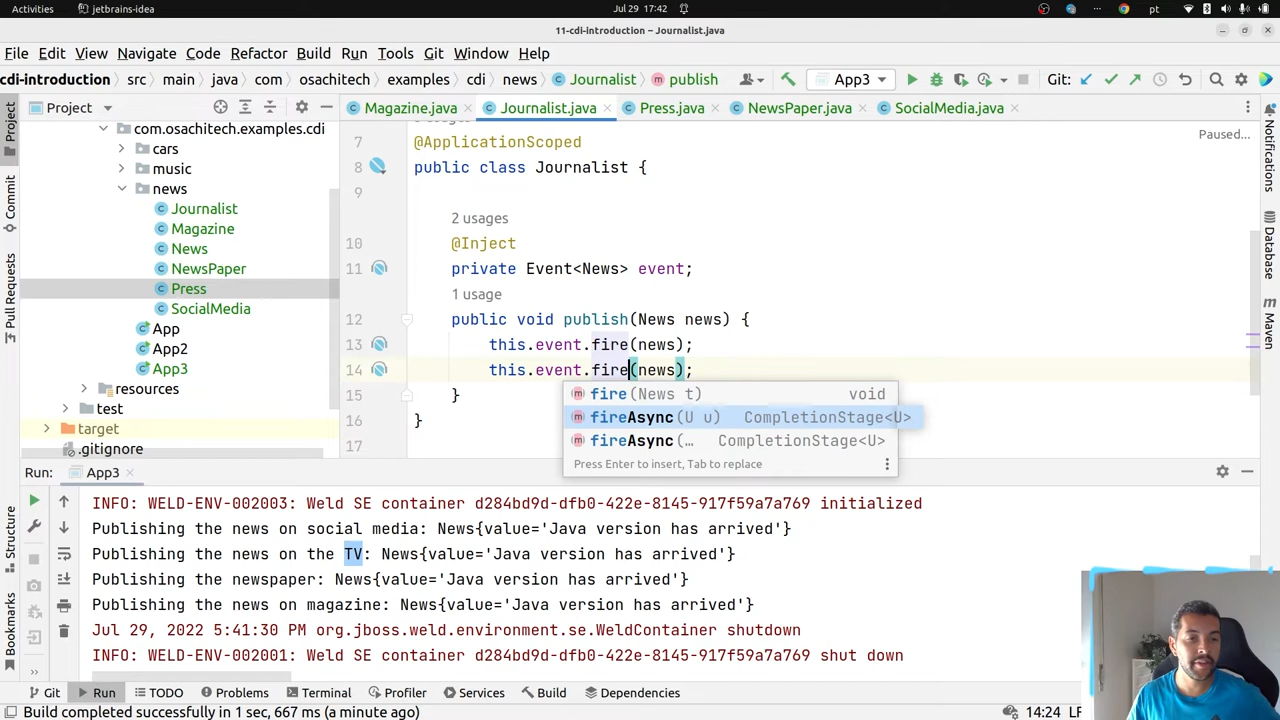 Activities jetbrains-idea Jul 29 17:42 pt
11-cdi-introduction – Journalist.java
File Edit View Navigate Code Refactor Build Run Tools Git Window Help
cdi-introduction src main java com osachitech examples cdi news Journalist publish App3 Git:
Project Magazine.java Journalist.java Press.java NewsPaper.java SocialMedia.java
com.osachitech.examples.cdi
cars
music
news
Journalist
Magazine
News
NewsPaper
Press
SocialMedia
App
App2
App3
resources
test
target
.gitignore
Project
Commit
Pull Requests
Structure
Bookmarks
Paused...
7 @ApplicationScoped
8 public class Journalist {
9
2 usages
10 @Inject
11 private Event<News> event;
1 usage
12 public void publish(News news) {
13 this.event.fire(news);
14 this.event.fire(news);
15 }
16 }
17
fire(News t) void
fireAsync(U u) CompletionStage<U>
fireAsync(… CompletionStage<U>
Press Enter to insert, Tab to replace
Notifications
Database
Maven
Run: App3
INFO: WELD-ENV-002003: Weld SE container d284bd9d-dfb0-422e-8145-917f59a7a769 initialized
Publishing the news on social media: News{value='Java version has arrived'}
Publishing the news on the TV: News{value='Java version has arrived'}
Publishing the newspaper: News{value='Java version has arrived'}
Publishing the news on magazine: News{value='Java version has arrived'}
Jul 29, 2022 5:41:30 PM org.jboss.weld.environment.se.WeldContainer shutdown
INFO: WELD-ENV-002001: Weld SE container d284bd9d-dfb0-422e-8145-917f59a7a769 shut down
Git Run TODO Problems Terminal Profiler Services Build Dependencies
Build completed successfully in 1 sec, 667 ms (a minute ago) 14:24 LF